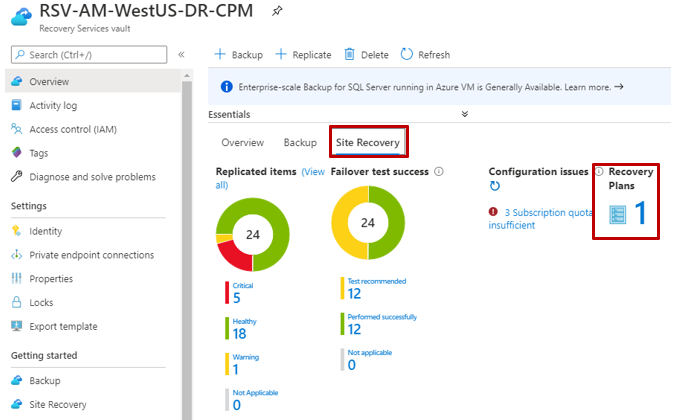 RSV-AM-WestUS-DR-CPM
Recovery Services vault
Search (Ctrl+/)
«
Overview
Activity log
Access control (IAM)
Tags
Diagnose and solve problems
Settings
Identity
Private endpoint connections
Properties
Locks
Export template
Getting started
Backup
Site Recovery
+ Backup + Replicate Delete Refresh
Enterprise-scale Backup for SQL Server running in Azure VM is Generally Available. Learn more. →
Essentials
Overview Backup Site Recovery
Replicated items (View
all)
24
Critical
5
Healthy
18
Warning
1
Not Applicable
0
Failover test success
24
Test recommended
12
Performed successfully
12
Not applicable
0
Configuration issues
3 Subscription quota
insufficient
Recovery
Plans
1